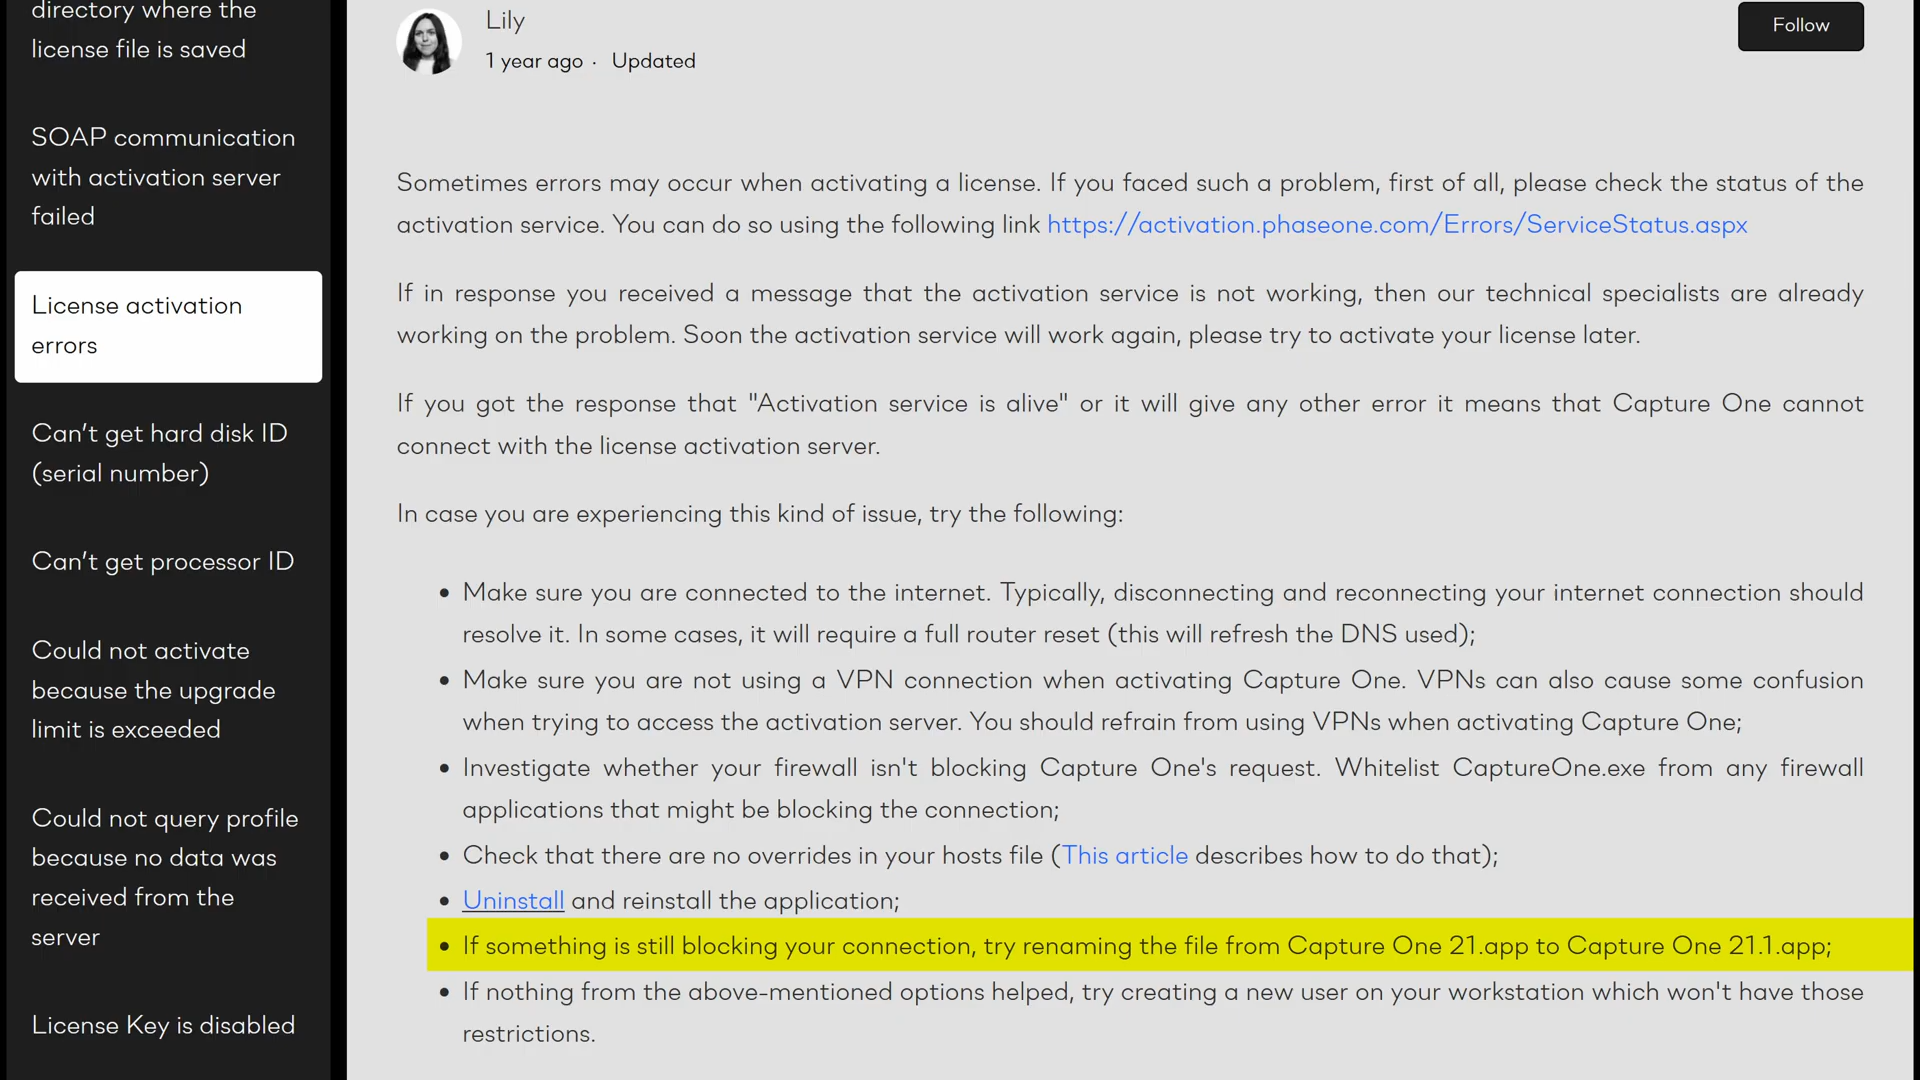 directory where the
license file is saved
SOAP communication
with activation server
failed
License activation
errors
Can't get hard disk ID
(serial number)
Can't get processor ID
Could not activate
because the upgrade
limit is exceeded
Could not query profile
because no data was
received from the
server
License Key is disabled
Lily
1 year ago · Updated
Follow
Sometimes errors may occur when activating a license. If you faced such a problem, first of all, please check the status of the
activation service. You can do so using the following link https://activation.phaseone.com/Errors/ServiceStatus.aspx
If in response you received a message that the activation service is not working, then our technical specialists are already
working on the problem. Soon the activation service will work again, please try to activate your license later.
If you got the response that "Activation service is alive" or it will give any other error it means that Capture One cannot
connect with the license activation server.
In case you are experiencing this kind of issue, try the following:
• Make sure you are connected to the internet. Typically, disconnecting and reconnecting your internet connection should
resolve it. In some cases, it will require a full router reset (this will refresh the DNS used);
• Make sure you are not using a VPN connection when activating Capture One. VPNs can also cause some confusion
when trying to access the activation server. You should refrain from using VPNs when activating Capture One;
• Investigate whether your firewall isn't blocking Capture One's request. Whitelist CaptureOne.exe from any firewall
applications that might be blocking the connection;
• Check that there are no overrides in your hosts file (This article describes how to do that);
• Uninstall and reinstall the application;
• If something is still blocking your connection, try renaming the file from Capture One 21.app to Capture One 21.1.app;
• If nothing from the above-mentioned options helped, try creating a new user on your workstation which won't have those
restrictions.